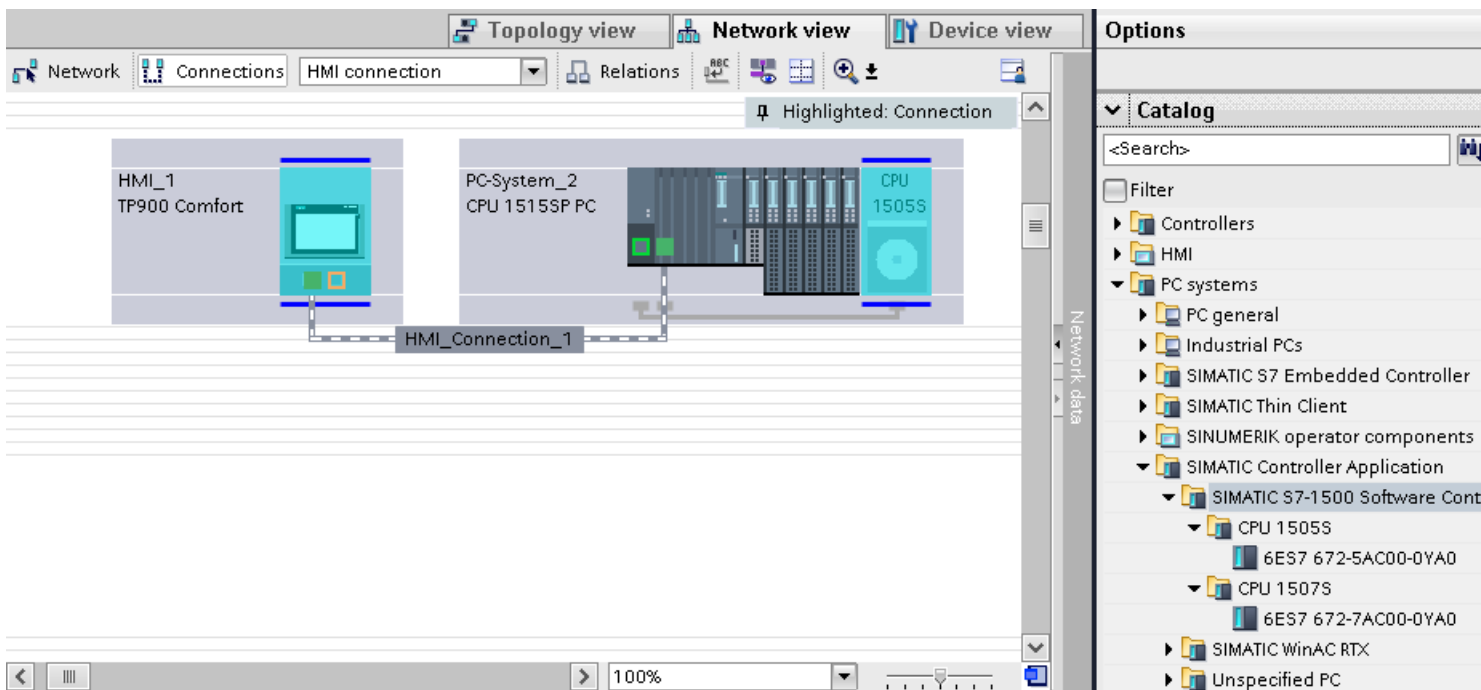 Topology view
Network view
Device view
Options
Network
Connections
HMI connection
Relations
ABC
Highlighted: Connection
Catalog
<Search>
Filter
HMI_1
TP900 Comfort
PC-System_2
CPU 1515SP PC
CPU
1505S
HMI_Connection_1
Network data
Controllers
HMI
PC systems
PC general
Industrial PCs
SIMATIC S7 Embedded Controller
SIMATIC Thin Client
SINUMERIK operator components
SIMATIC Controller Application
SIMATIC S7-1500 Software Cont
CPU 1505S
6ES7 672-5AC00-0YA0
CPU 1507S
6ES7 672-7AC00-0YA0
SIMATIC WinAC RTX
Unspecified PC
100%